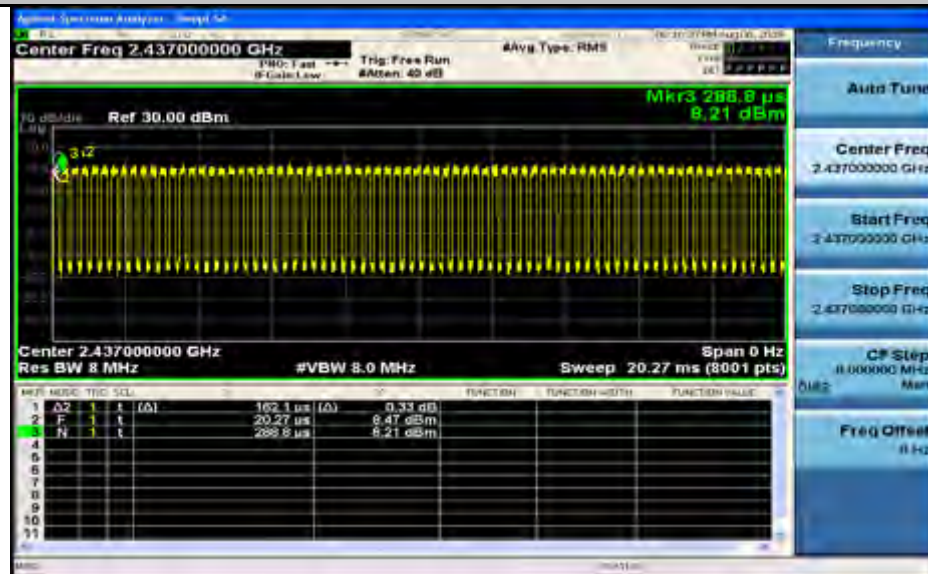 Agilent Spectrum Analyzer - Swept SA
Center Freq 2.437000000 GHz
PNO: Fast
IFGain:Low
Trig: Free Run
#Atten: 40 dB
#Avg Type: RMS
Mkr3 288.8 µs
8.21 dBm
10 dB/div
Log
Ref 30.00 dBm
3
2
Center 2.437000000 GHz
Res BW 8 MHz
#VBW 8.0 MHz
Span 0 Hz
Sweep 20.27 ms (8001 pts)
MKR MODE TRC SCL X Y FUNCTION FUNCTION WIDTH FUNCTION VALUE
1 Δ2 1 t (Δ) 162.1 µs (Δ) 0.33 dB
2 F 1 t 20.27 µs 8.47 dBm
3 N 1 t 288.8 µs 8.21 dBm
4
5
6
7
8
9
10
11
Frequency
Auto Tune
Center Freq
2.437000000 GHz
Start Freq
2.437000000 GHz
Stop Freq
2.437000000 GHz
CF Step
8.000000 MHz
Auto Man
Freq Offset
0 Hz
MSG
STATUS